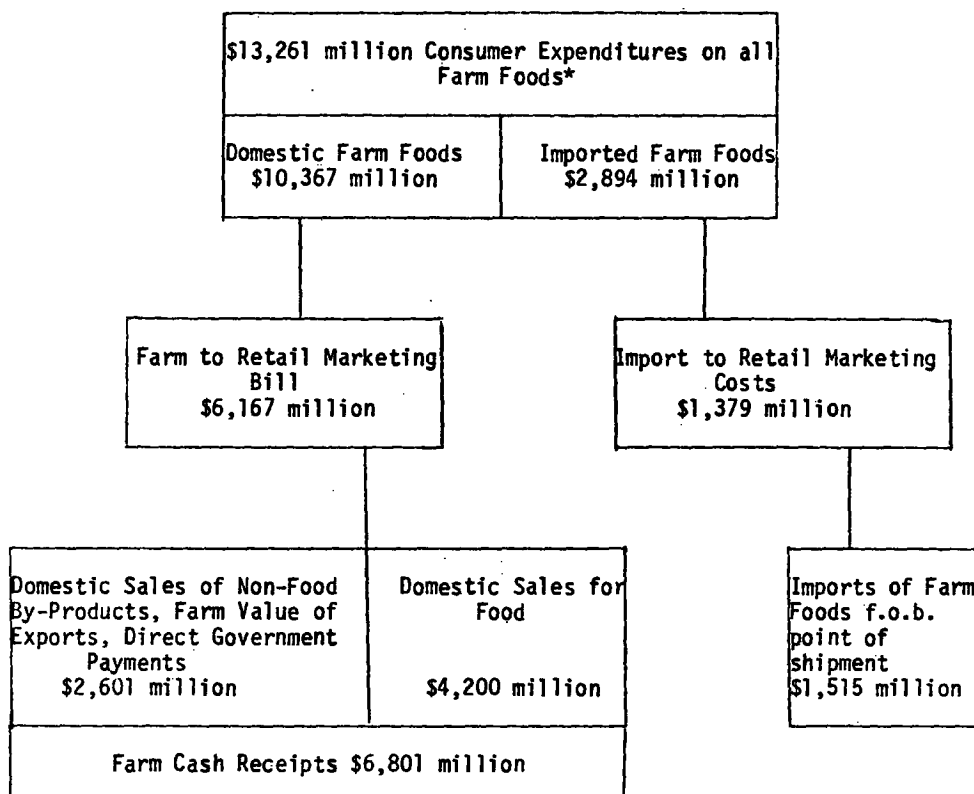 $13,261 million Consumer Expenditures on all
Farm Foods*
Domestic Farm Foods
$10,367 million
Imported Farm Foods
$2,894 million
Farm to Retail Marketing
Bill
$6,167 million
Import to Retail Marketing
Costs
$1,379 million
Domestic Sales of Non-Food
By-Products, Farm Value of
Exports, Direct Government
Payments
$2,601 million
Domestic Sales for
Food
$4,200 million
Imports of Farm
Foods f.o.b.
point of
shipment
$1,515 million
Farm Cash Receipts $6,801 million